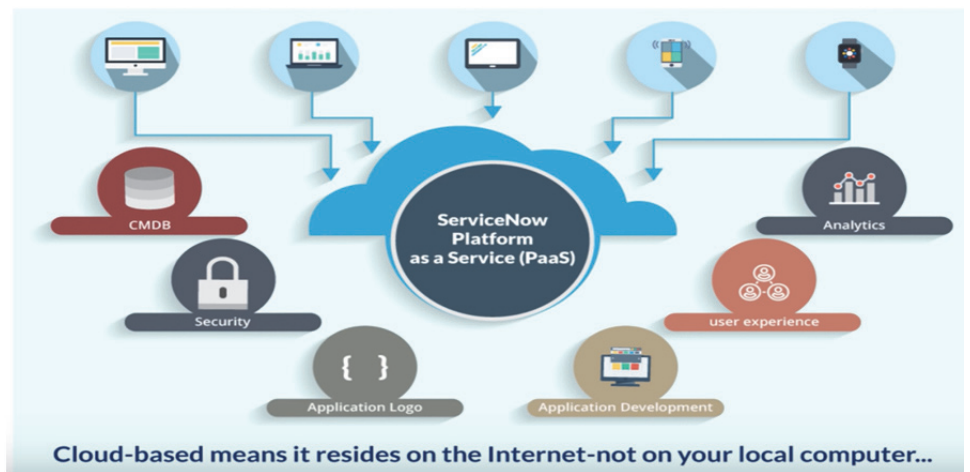 ServiceNow
Platform
as a Service (PaaS)
CMDB
Analytics
Security
user experience
{ }
Application Logo
Application Development
Cloud-based means it resides on the Internet-not on your local computer...